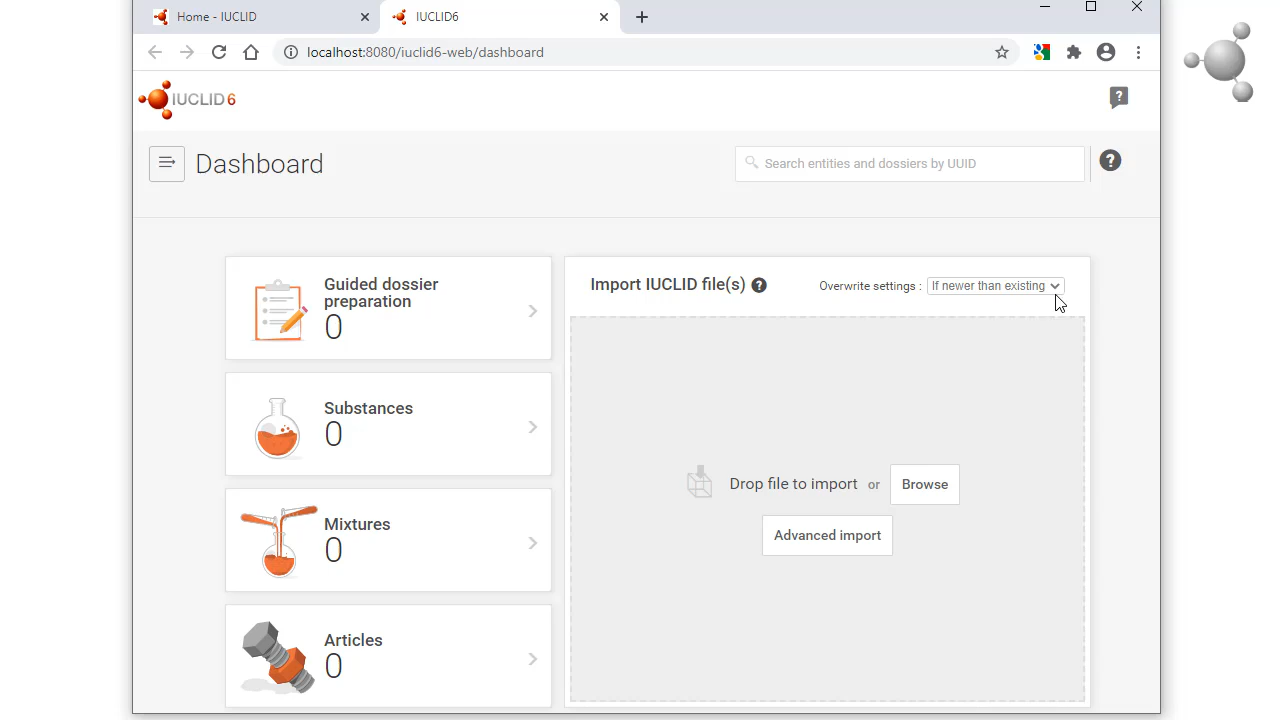 Home - IUCLID
IUCLID6
localhost:8080/iuclid6-web/dashboard
IUCLID 6
?
Dashboard
Search entities and dossiers by UUID
?
Guided dossier
preparation
0
Substances
0
Mixtures
0
Articles
0
Import IUCLID file(s) ?
Overwrite settings : If newer than existing
Drop file to import or Browse
Advanced import